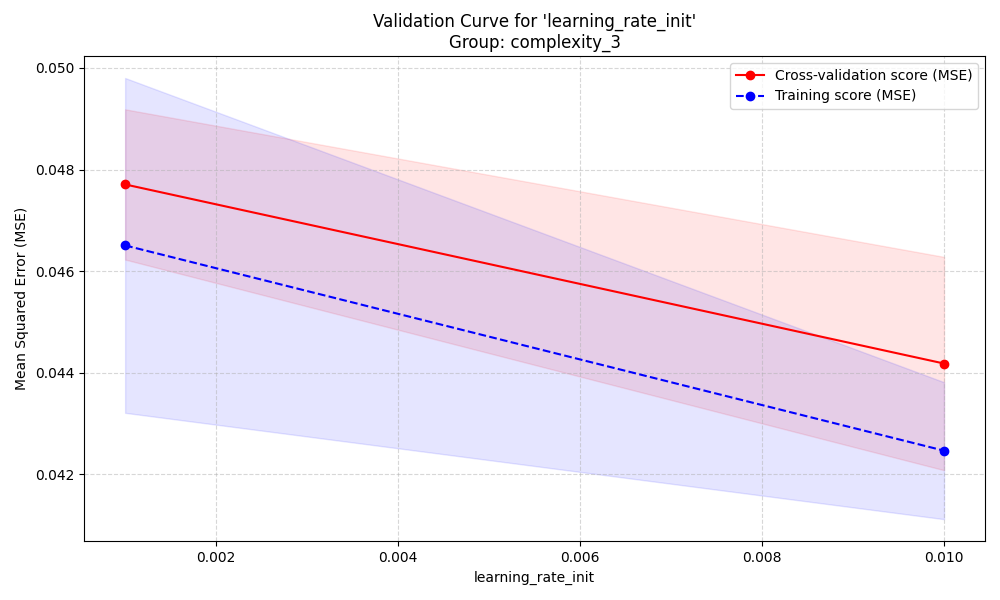 Validation Curve for 'learning_rate_init'
Group: complexity_3
Cross-validation score (MSE)
Training score (MSE)
Mean Squared Error (MSE)
0.050
0.048
0.046
0.044
0.042
0.002 0.004 0.006 0.008 0.010
learning_rate_init